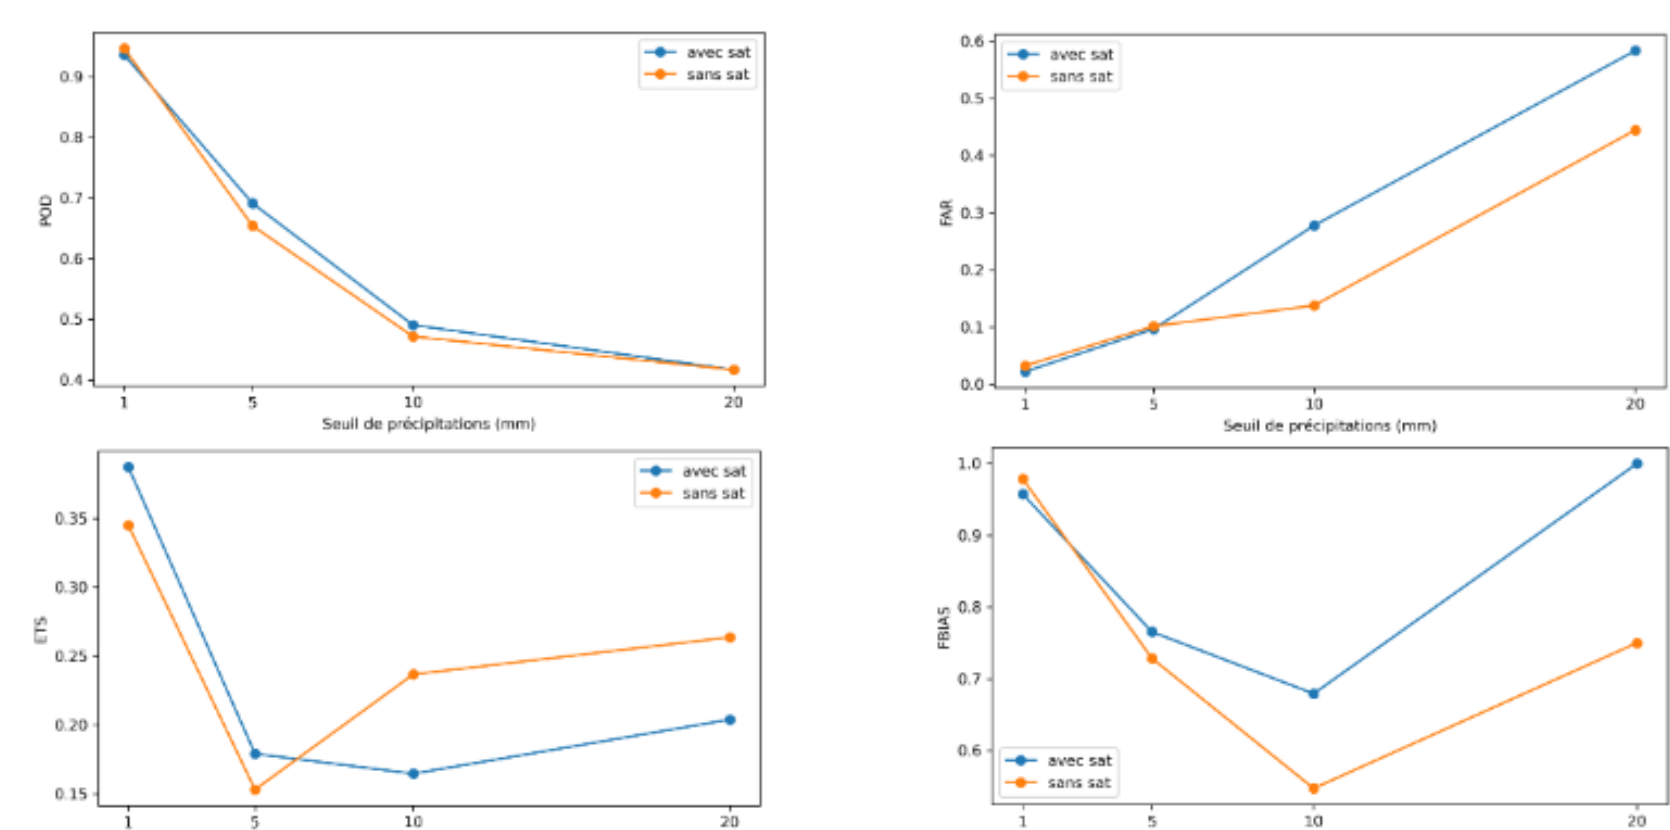 avec sat
sans sat
0.9
0.8
0.7
0.6
0.5
0.4
POD
1 5 10 20
Seuil de précipitations (mm)
avec sat
sans sat
0.6
0.5
0.4
0.3
0.2
0.1
0.0
FAR
1 5 10 20
Seuil de précipitations (mm)
avec sat
sans sat
0.35
0.30
0.25
0.20
0.15
ETS
1 5 10 20
1.0
0.9
0.8
0.7
0.6
FBIAS
avec sat
sans sat
1 5 10 20